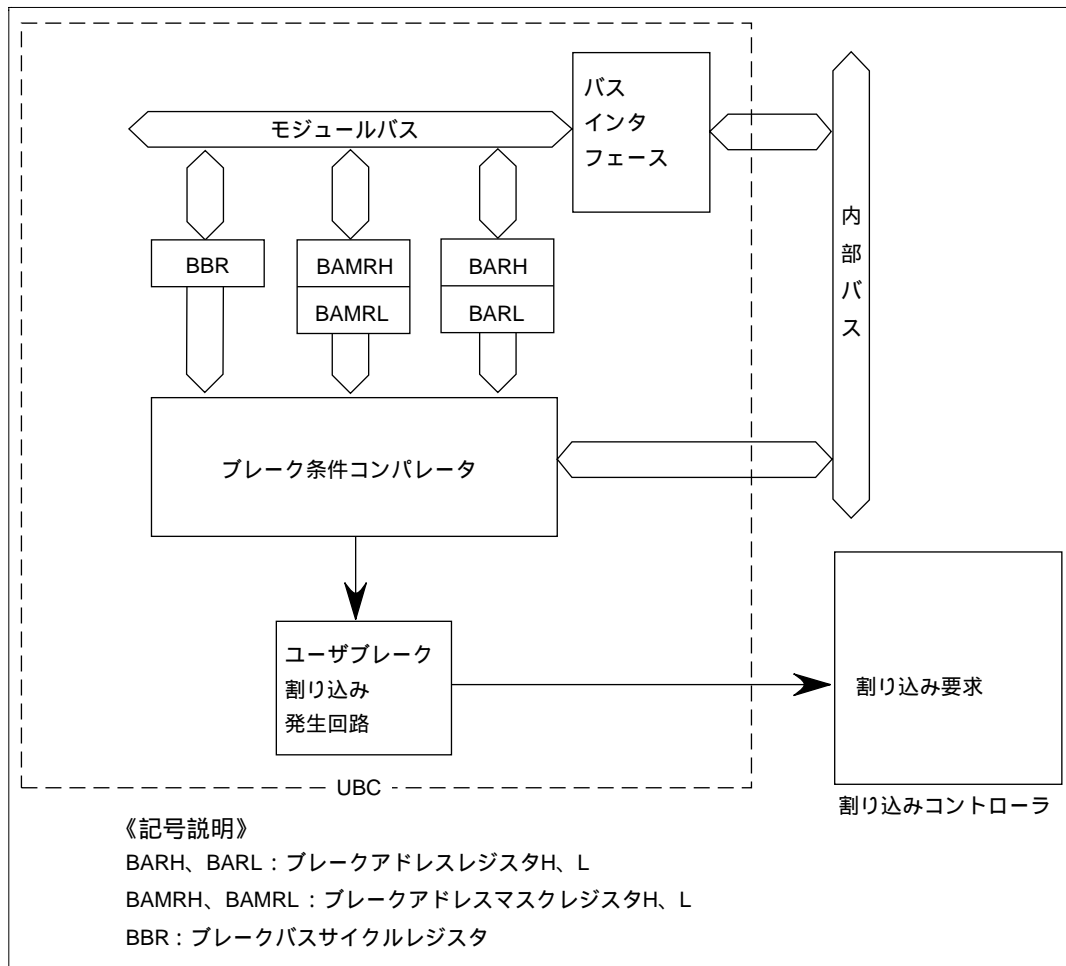 バス
インタ
フェース
モジュールバス
内部バス
BBR
BAMRH
BAMRL
BARH
BARL
ブレーク条件コンパレータ
ユーザブレーク
割り込み
発生回路
割り込み要求
UBC
割り込みコントローラ
《記号説明》
BARH、BARL：ブレークアドレスレジスタH、L
BAMRH、BAMRL：ブレークアドレスマスクレジスタH、L
BBR：ブレークバスサイクルレジスタ